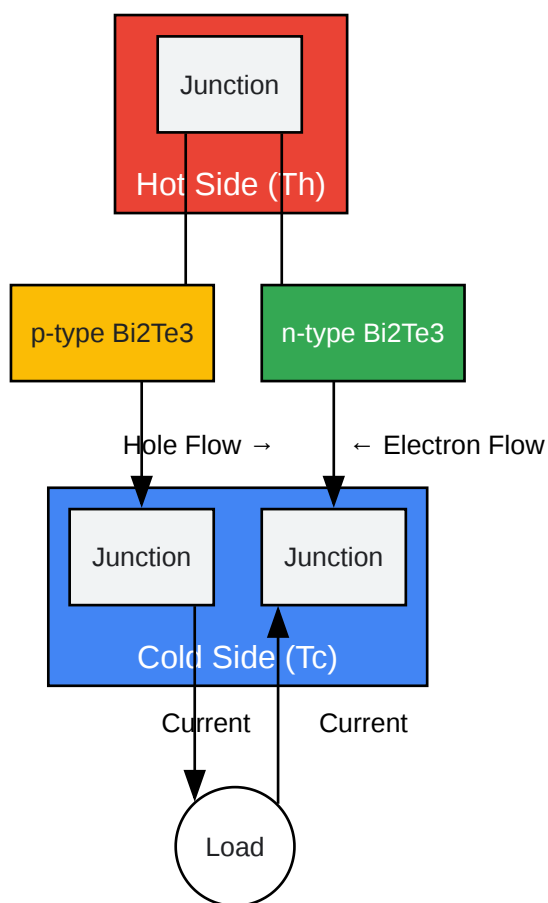 Junction
Hot Side (Th)
p-type Bi2Te3
n-type Bi2Te3
Hole Flow →
← Electron Flow
Junction
Junction
Cold Side (Tc)
Current
Current
Load